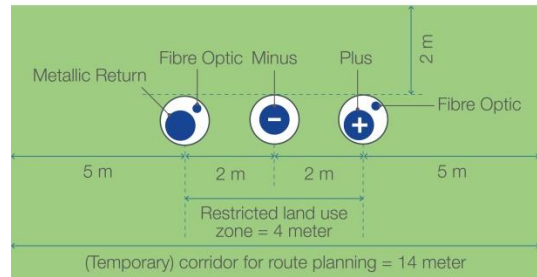 2 m
Fibre Optic
Minus
Plus
Metallic Return
Fibre Optic
−
+
5 m
2 m
2 m
5 m
Restricted land use
zone = 4 meter
(Temporary) corridor for route planning = 14 meter